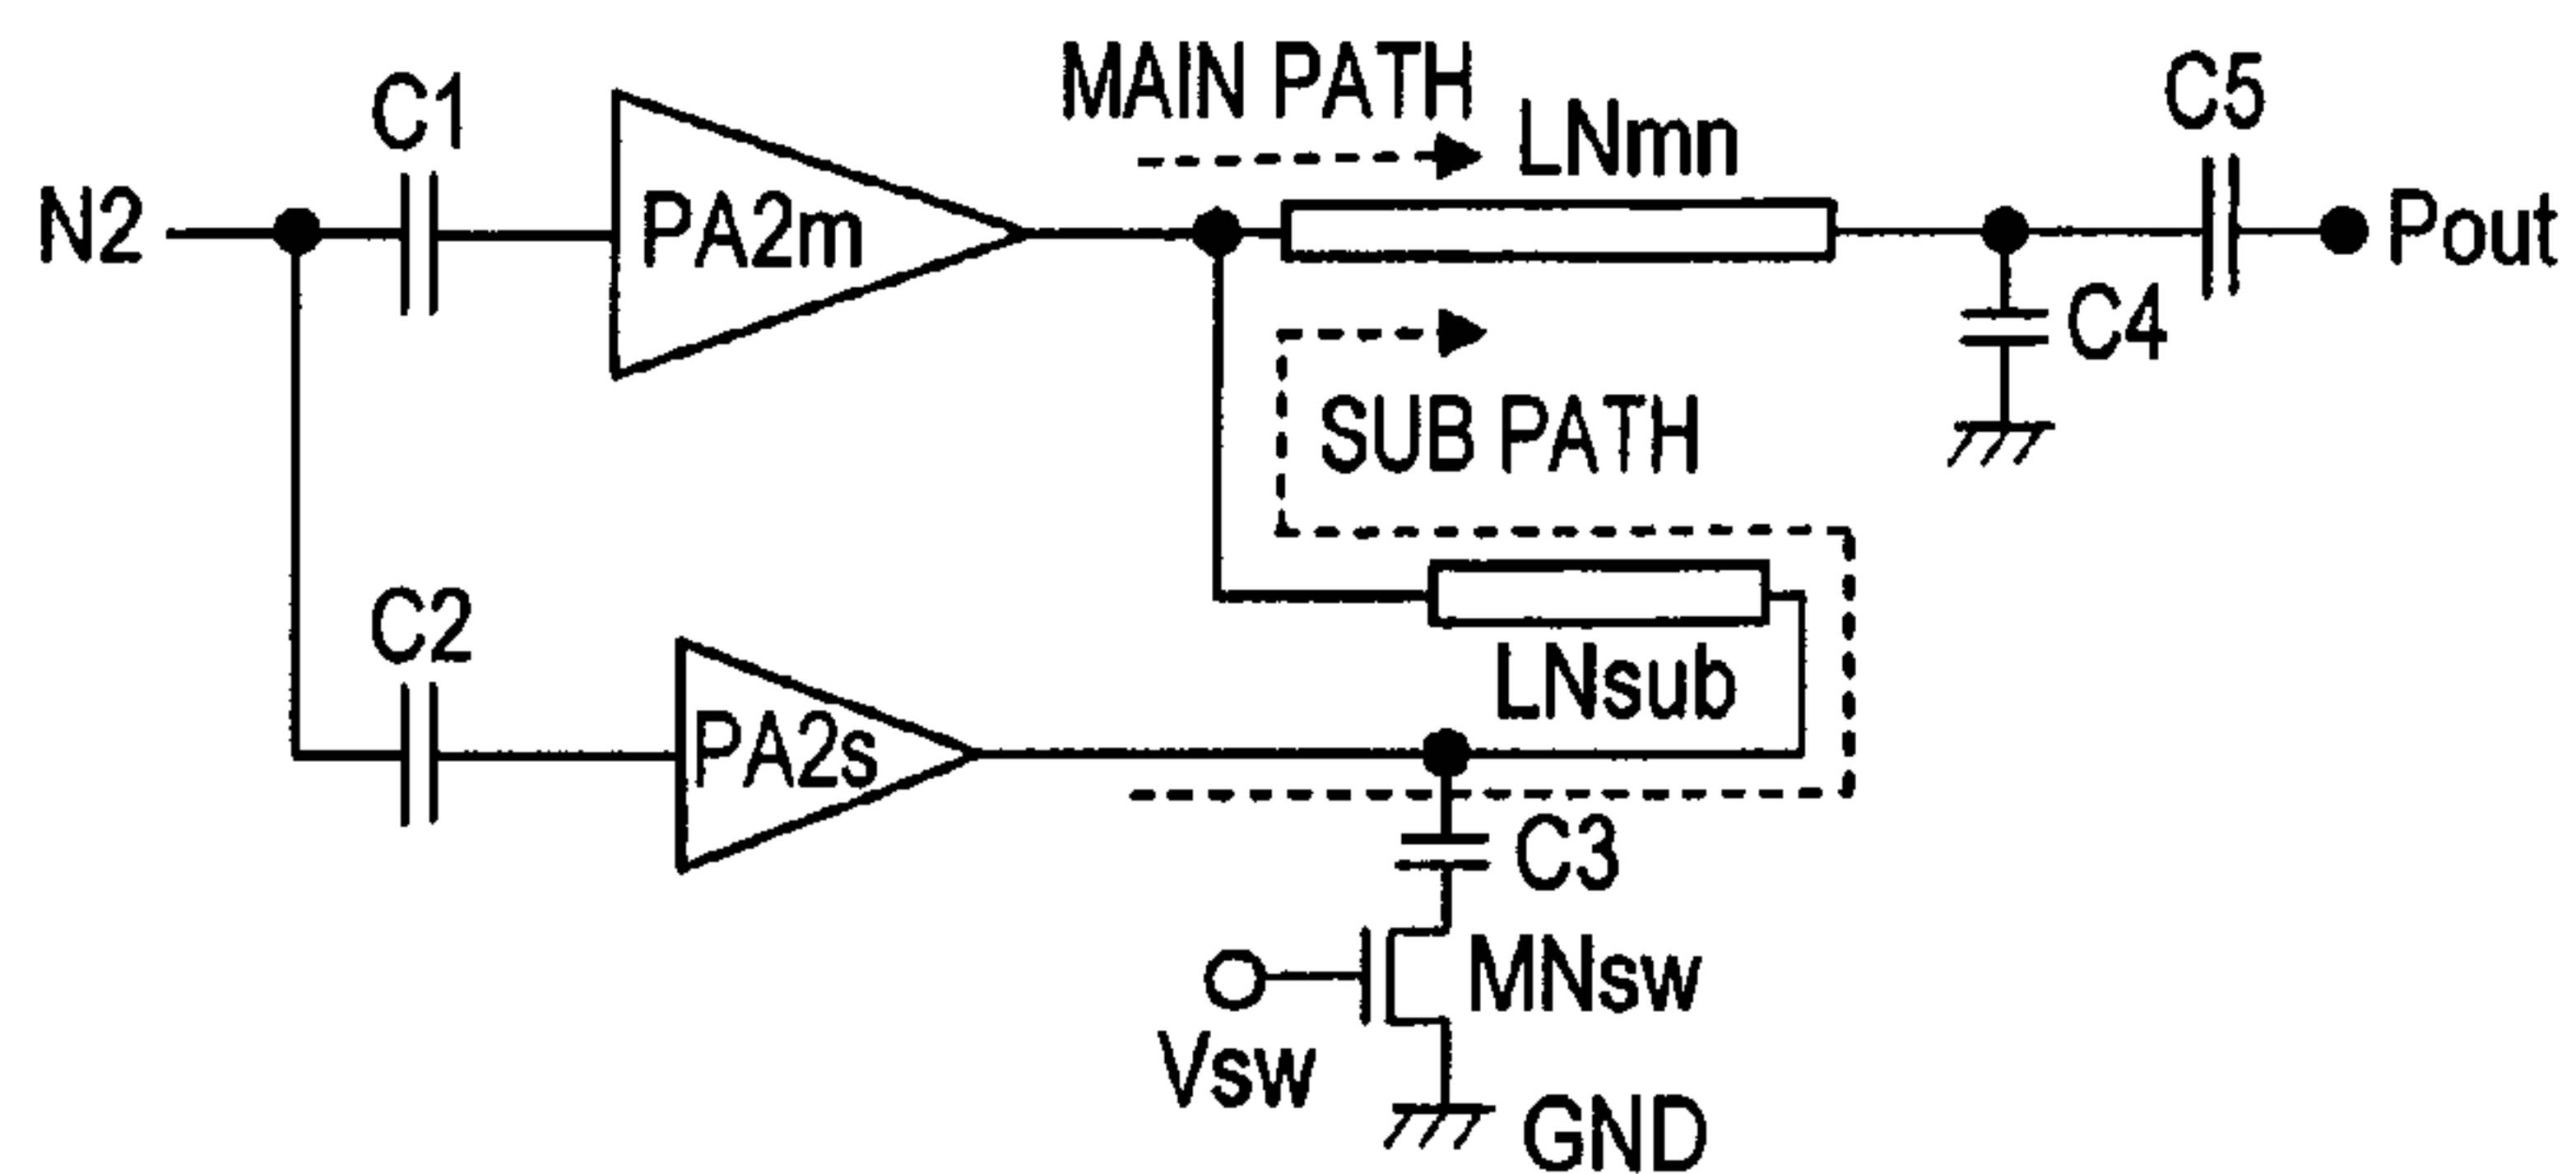 MAIN PATH
C1
LNmn
C5
N2
PA2m
Pout
C4
SUB PATH
C2
LNsub
PA2s
C3
MNsw
Vsw
GND